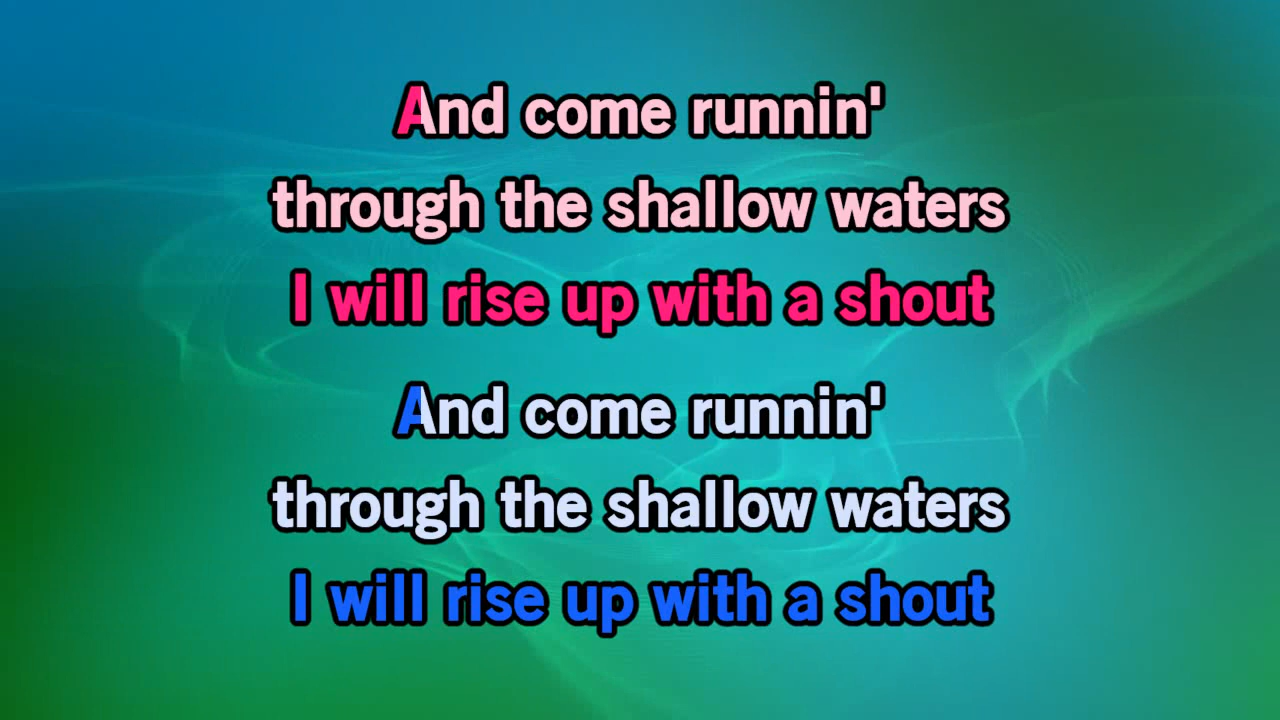 And come runnin'
through the shallow waters
I will rise up with a shout
And come runnin'
through the shallow waters
I will rise up with a shout